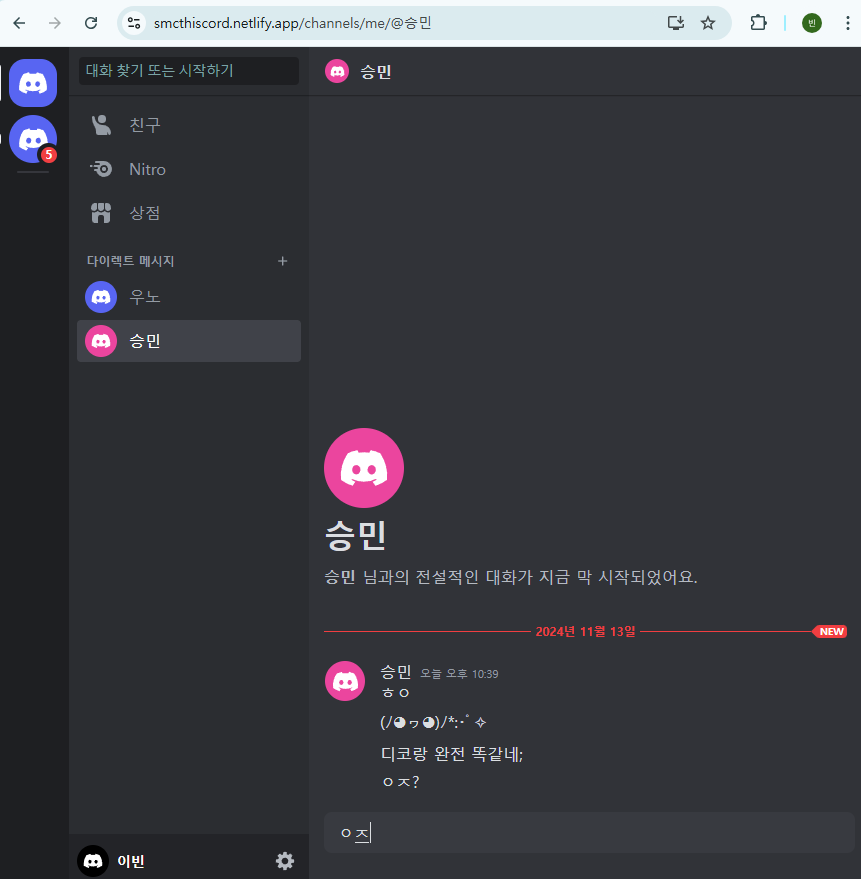 smcthiscord.netlify.app/channels/me/@승민
빈
대화 찾기 또는 시작하기
친구
Nitro
상점
5
다이렉트 메시지
우노
승민
이빈
승민
승민
승민 님과의 전설적인 대화가 지금 막 시작되었어요.
2024년 11월 13일 NEW
승민 오늘 오후 10:39
ㅎㅇ
(/◕ヮ◕)/*:･ﾟ✧
디코랑 완전 똑같네;
ㅇㅈ?
ㅇㅈ